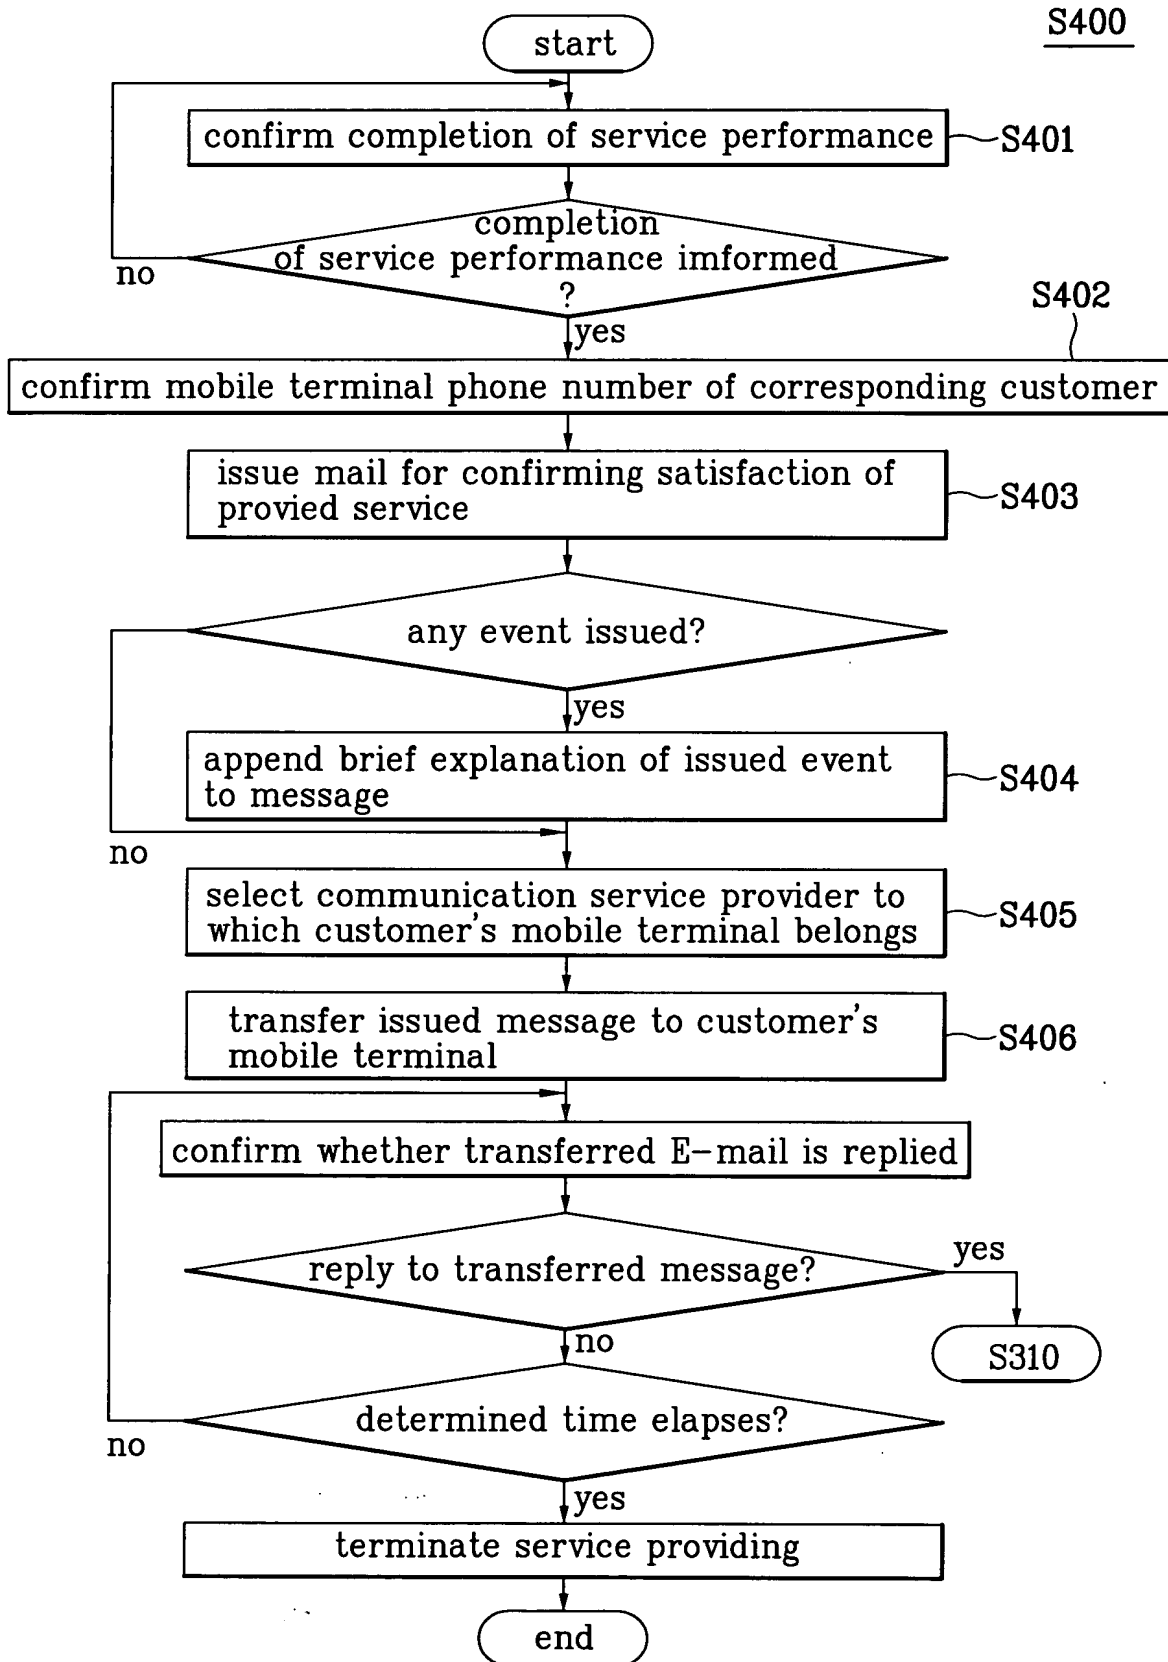 S400
start
confirm completion of service performance
S401
completion
of service performance imformed
?
no
yes
S402
confirm mobile terminal phone number of corresponding customer
issue mail for confirming satisfaction of
provied service
S403
any event issued?
yes
append brief explanation of issued event
to message
S404
no
select communication service provider to
which customer's mobile terminal belongs
S405
transfer issued message to customer's
mobile terminal
S406
confirm whether transferred E-mail is replied
reply to transferred message?
yes
no
S310
determined time elapses?
no
yes
terminate service providing
end